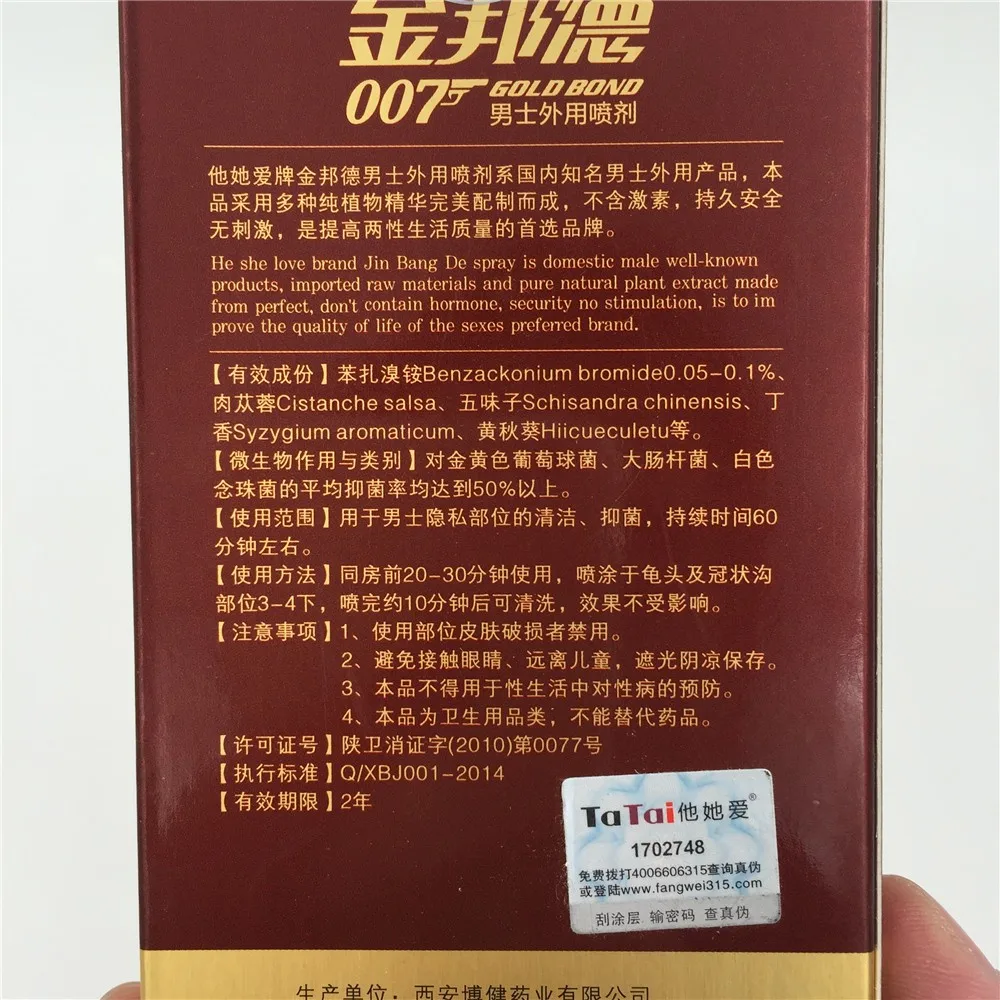 金邦德
007 GOLD BOND
男士外用喷剂
他她爱牌金邦德男士外用喷剂系国内知名男士外用产品，本
品采用多种纯植物精华完美配制而成，不含激素，持久安全
无刺激，是提高两性生活质量的首选品牌。
He she love brand Jin Bang De spray is domestic male well-known
products, imported raw materials and pure natural plant extract made
from perfect, don't contain hormone, security no stimulation, is to im
prove the quality of life of the sexes preferred brand.
【有效成份】苯扎溴铵Benzackonium bromide0.05-0.1%、
肉苁蓉Cistanche salsa、五味子Schisandra chinensis、丁
香Syzygium aromaticum、黄秋葵Hiicueculetu等。
【微生物作用与类别】对金黄色葡萄球菌、大肠杆菌、白色
念珠菌的平均抑菌率均达到50%以上。
【使用范围】用于男士隐私部位的清洁、抑菌，持续时间60
分钟左右。
【使用方法】同房前20-30分钟使用，喷涂于龟头及冠状沟
部位3-4下，喷完约10分钟后可清洗，效果不受影响。
【注意事项】1、使用部位皮肤破损者禁用。
2、避免接触眼睛、远离儿童，遮光阴凉保存。
3、本品不得用于性生活中对性病的预防。
4、本品为卫生用品类，不能替代药品。
【许可证号】陕卫消证字(2010)第0077号
【执行标准】Q/XBJ001-2014
【有效期限】2年
TaTai他她爱®
1702748
免费拨打4006606315查询真伪
或登陆www.fangwei315.com
刮涂层 输密码 查真伪
生产单位：西安博健药业有限公司